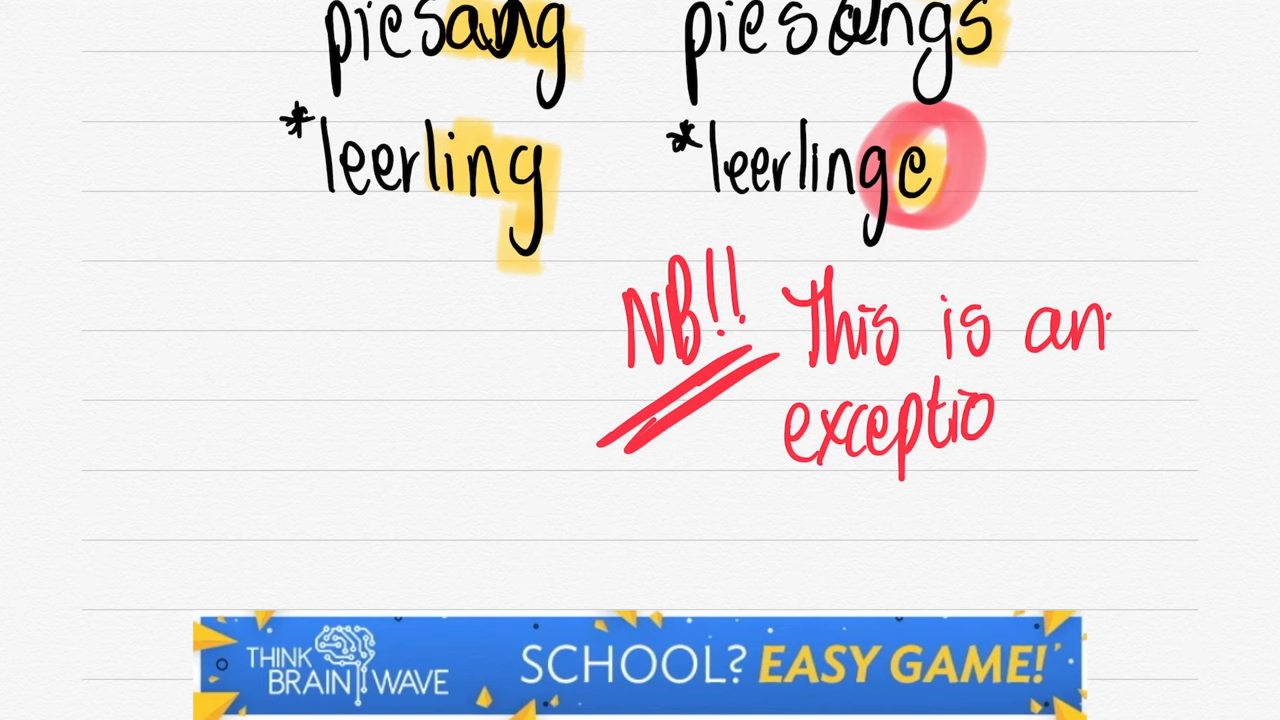 piesang piesangs
*leerling *leerlinge
NB!! This is an
exceptio
THINK
BRAIN WAVE
SCHOOL? EASY GAME!